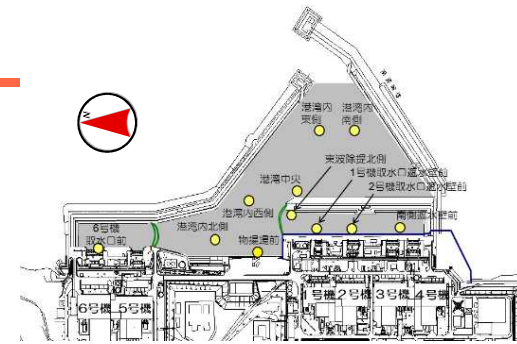 港湾内
東側
港湾内
南側
N
東波除堤北側
港湾中央
1号機取水口遮水壁前
2号機取水口遮水壁前
港湾内西側
南側遮水壁前
6号機
取水口前
港湾内北側
物揚場前
6号機
5号機
1号機
2号機
3号機
4号機